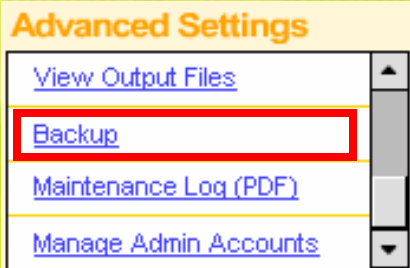 Advanced Settings
View Output Files
Backup
Maintenance Log (PDF)
Manage Admin Accounts